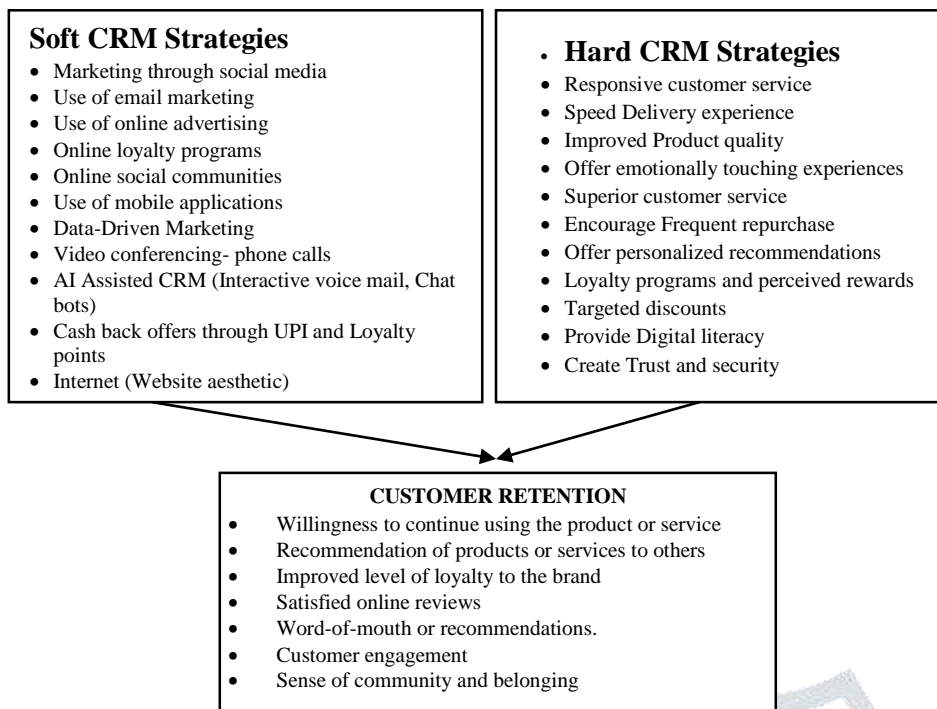 Soft CRM Strategies
• Marketing through social media
• Use of email marketing
• Use of online advertising
• Online loyalty programs
• Online social communities
• Use of mobile applications
• Data-Driven Marketing
• Video conferencing- phone calls
• AI Assisted CRM (Interactive voice mail, Chat
bots)
• Cash back offers through UPI and Loyalty
points
• Internet (Website aesthetic)
• Hard CRM Strategies
• Responsive customer service
• Speed Delivery experience
• Improved Product quality
• Offer emotionally touching experiences
• Superior customer service
• Encourage Frequent repurchase
• Offer personalized recommendations
• Loyalty programs and perceived rewards
• Targeted discounts
• Provide Digital literacy
• Create Trust and security
CUSTOMER RETENTION
• Willingness to continue using the product or service
• Recommendation of products or services to others
• Improved level of loyalty to the brand
• Satisfied online reviews
• Word-of-mouth or recommendations.
• Customer engagement
• Sense of community and belonging